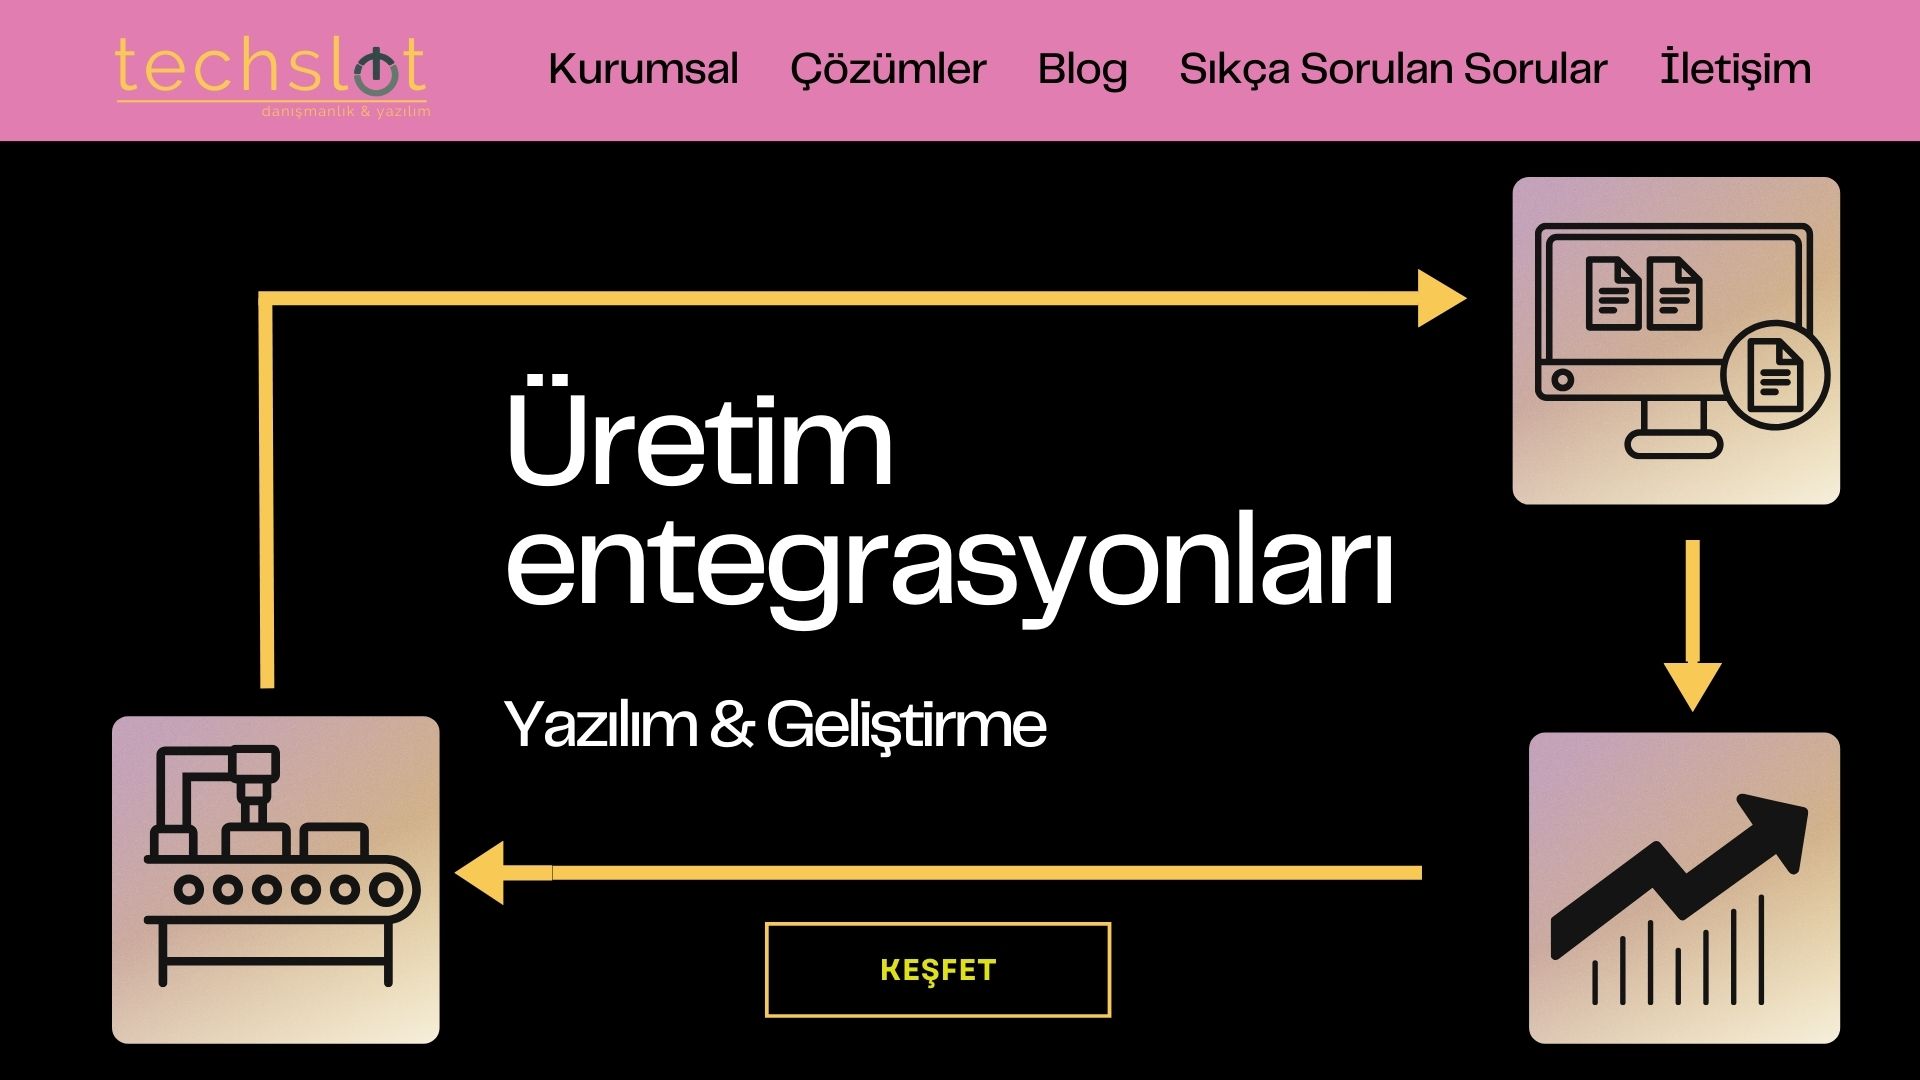 techslot
danışmanlık & yazılım
Kurumsal Çözümler Blog Sıkça Sorulan Sorular İletişim
Üretim
entegrasyonları
Yazılım & Geliştirme
KEŞFET